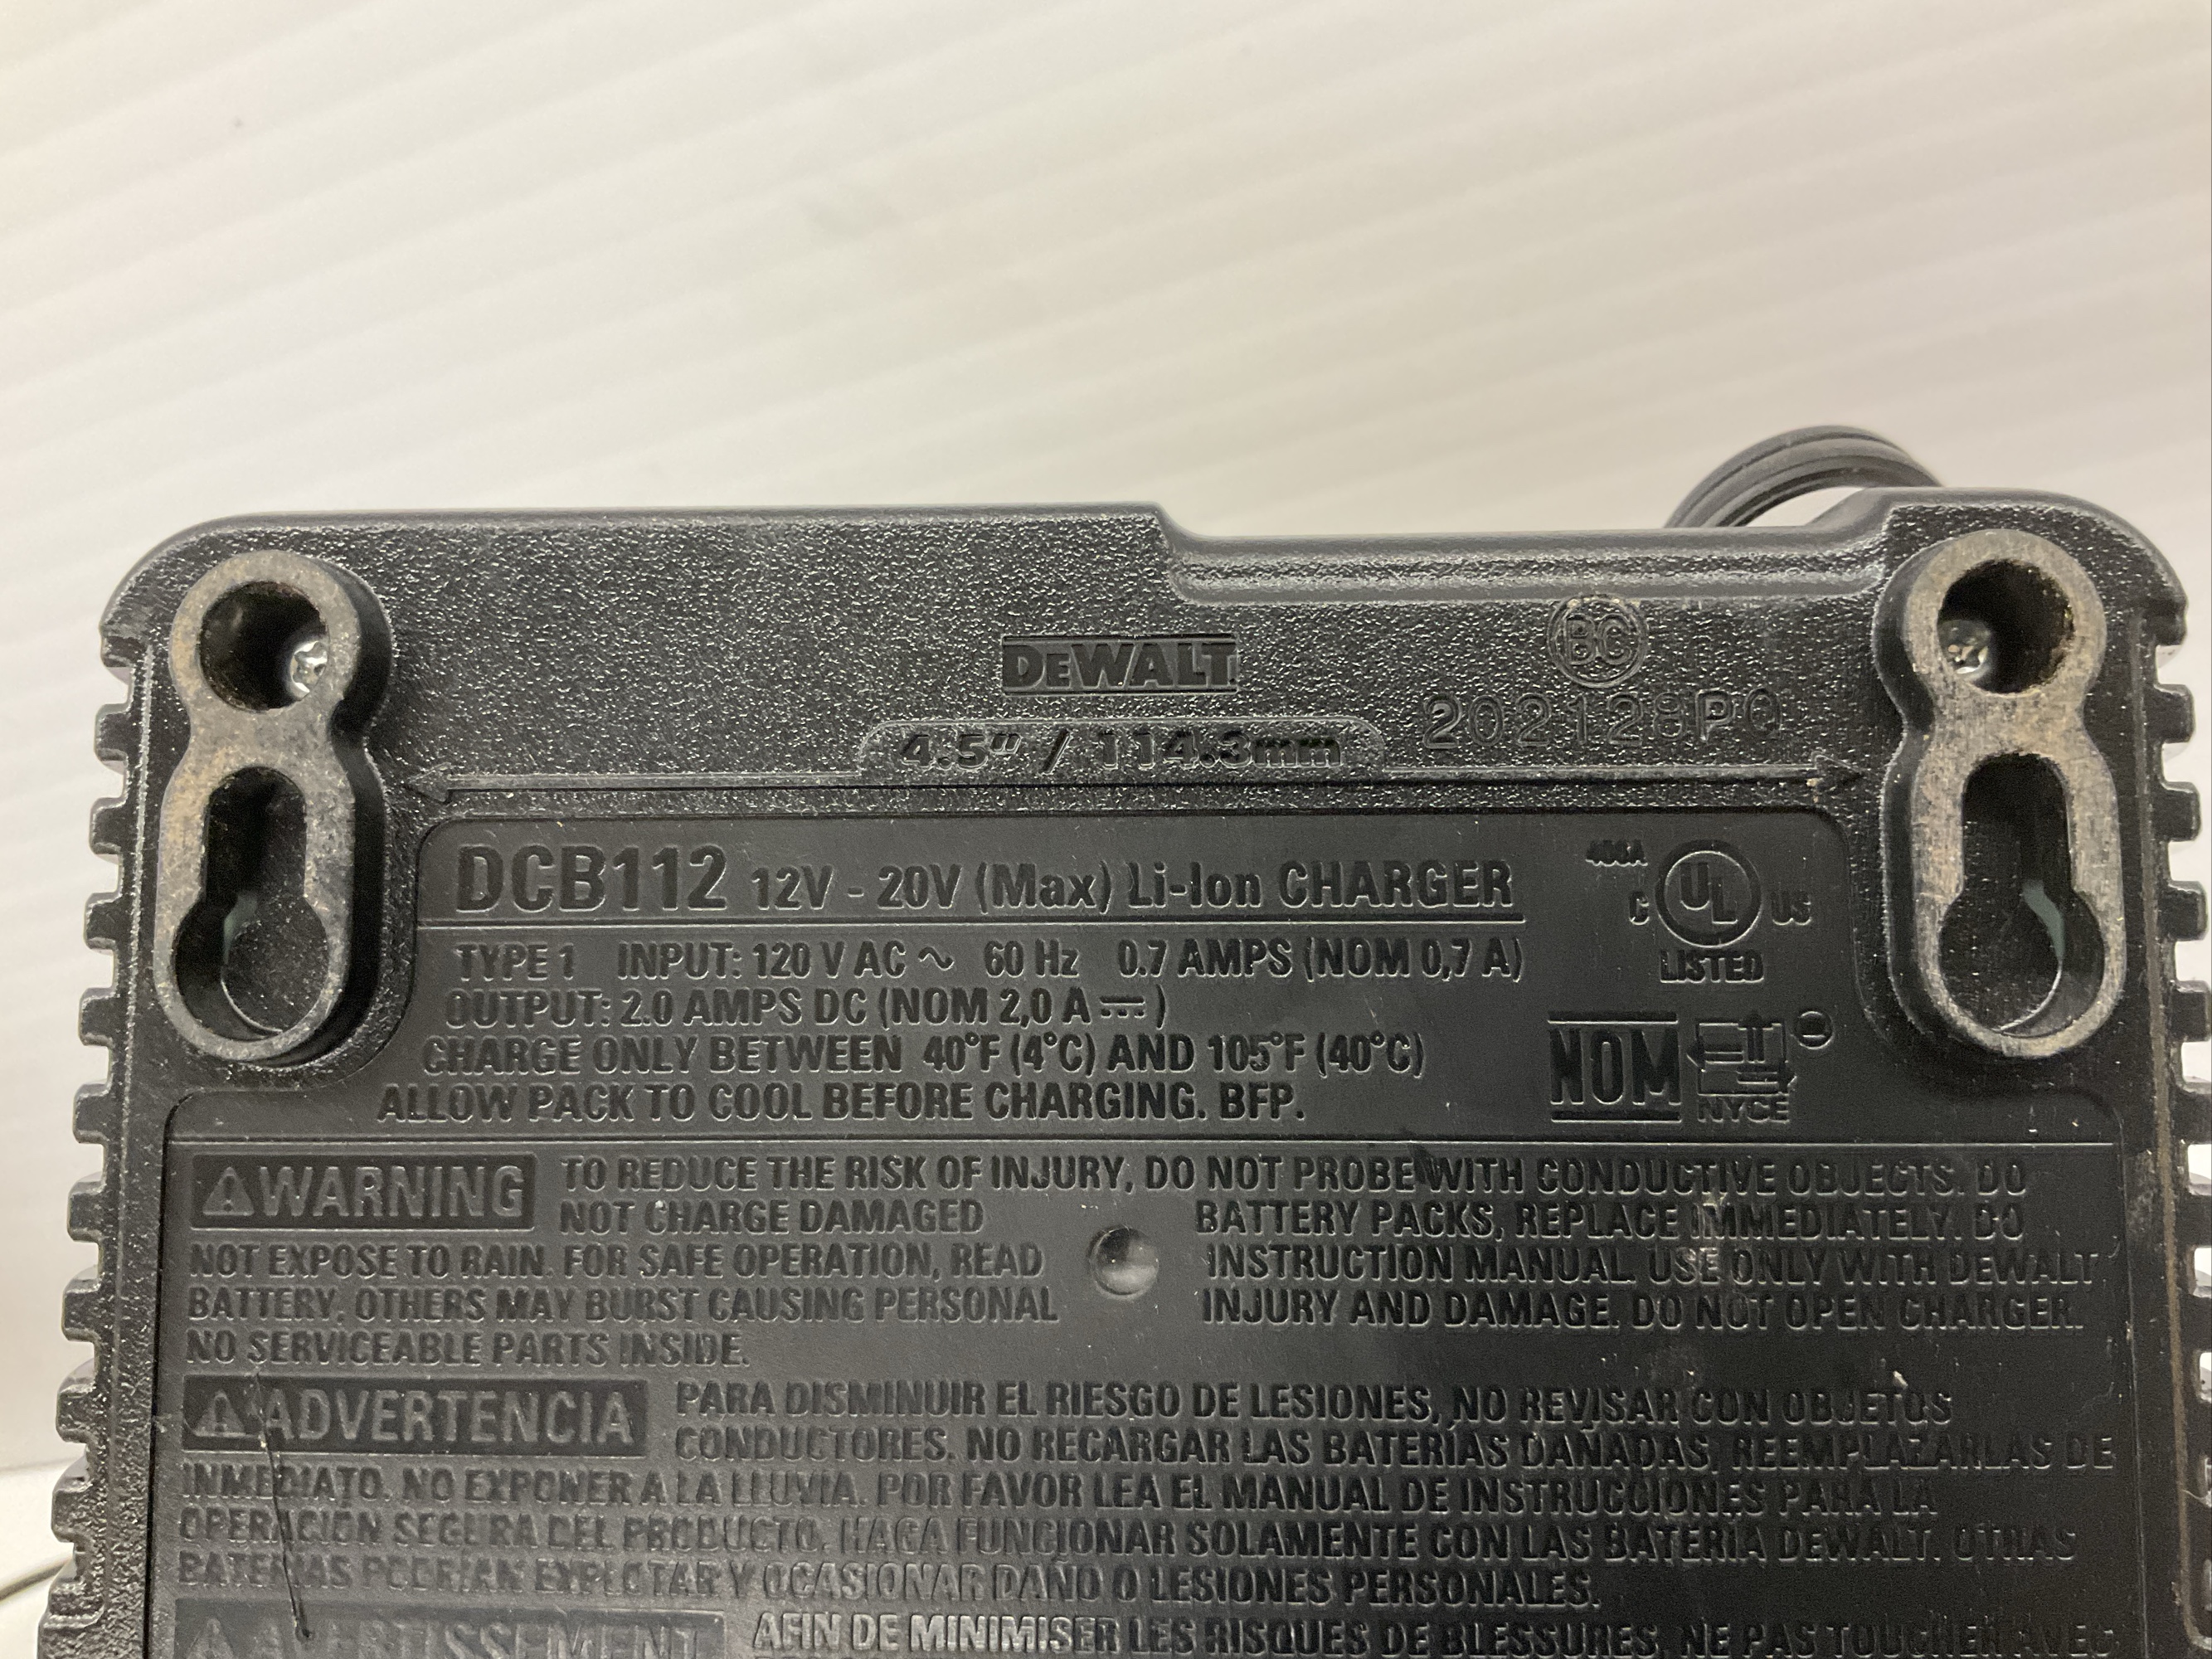 BC
DEWALT
202128P0
4.5" / 114.3mm
DCB112 12V - 20V (Max) Li-Ion CHARGER
TYPE 1 INPUT: 120 V AC ~ 60 Hz 0.7 AMPS (NOM 0,7 A)
OUTPUT: 2.0 AMPS DC (NOM 2,0 A ⎓)
CHARGE ONLY BETWEEN 40°F (4°C) AND 105°F (40°C)
ALLOW PACK TO COOL BEFORE CHARGING. BFP.
C UL US
LISTED
NOM
NYCE
⚠WARNING TO REDUCE THE RISK OF INJURY, DO NOT PROBE WITH CONDUCTIVE OBJECTS. DO
NOT CHARGE DAMAGED BATTERY PACKS, REPLACE IMMEDIATELY. DO
NOT EXPOSE TO RAIN. FOR SAFE OPERATION, READ INSTRUCTION MANUAL. USE ONLY WITH DEWALT
BATTERY, OTHERS MAY BURST CAUSING PERSONAL INJURY AND DAMAGE. DO NOT OPEN CHARGER.
NO SERVICEABLE PARTS INSIDE.
⚠ADVERTENCIA PARA DISMINUIR EL RIESGO DE LESIONES, NO REVISAR CON OBJETOS
CONDUCTORES. NO RECARGAR LAS BATERIAS DAÑADAS, REEMPLAZARLAS DE
INMEDIATO. NO EXPONER A LA LLUVIA. POR FAVOR LEA EL MANUAL DE INSTRUCCIONES PARA LA
OPERACIÓN SEGURA DEL PRODUCTO. HAGA FUNCIONAR SOLAMENTE CON LAS BATERIA DEWALT. OTRAS
BATERIAS PODRIAN EXPLOTAR Y OCASIONAR DAÑO O LESIONES PERSONALES.
⚠AVERTISSEMENT AFIN DE MINIMISER LES RISQUES DE BLESSURES, NE PAS TOUCHER AVEC